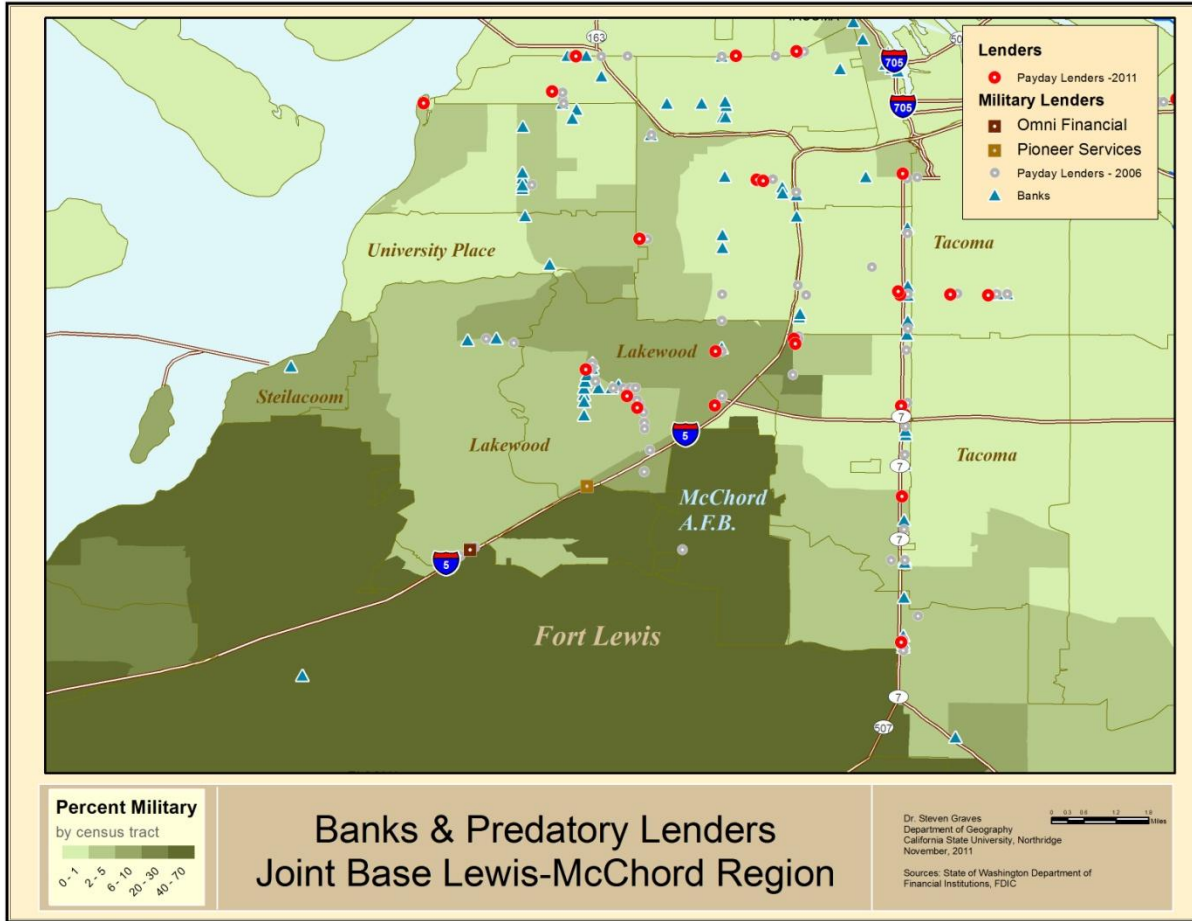 163
705
705
Lenders
Payday Lenders -2011
Military Lenders
Omni Financial
Pioneer Services
Payday Lenders - 2006
Banks
University Place
Tacoma
Lakewood
Steilacoom
Lakewood
7
5
Tacoma
7
McChord
A.F.B.
7
5
Fort Lewis
7
507
Percent Military
by census tract
0 - 1
2 - 5
6 - 10
20 - 30
40 - 70
Banks & Predatory Lenders
Joint Base Lewis-McChord Region
Dr. Steven Graves
Department of Geography
California State University, Northridge
November, 2011
Sources: State of Washington Department of
Financial Institutions, FDIC
Miles